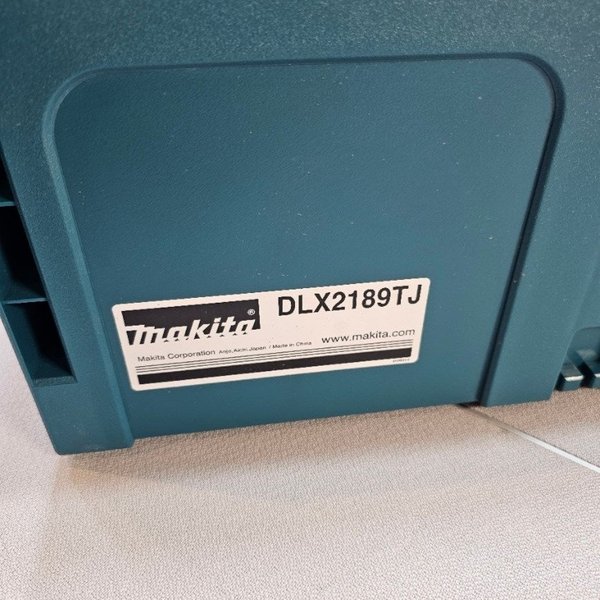 makita® DLX2189TJ
Makita Corporation Anjo, Aichi, Japan / Made in China www.makita.com